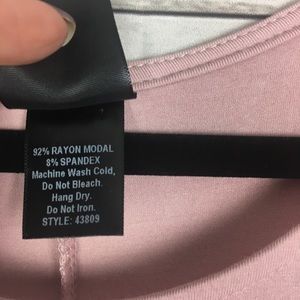 92% RAYON MODAL
8% SPANDEX
Machine Wash Cold,
Do Not Bleach.
Hang Dry.
Do Not Iron.
STYLE: 43809